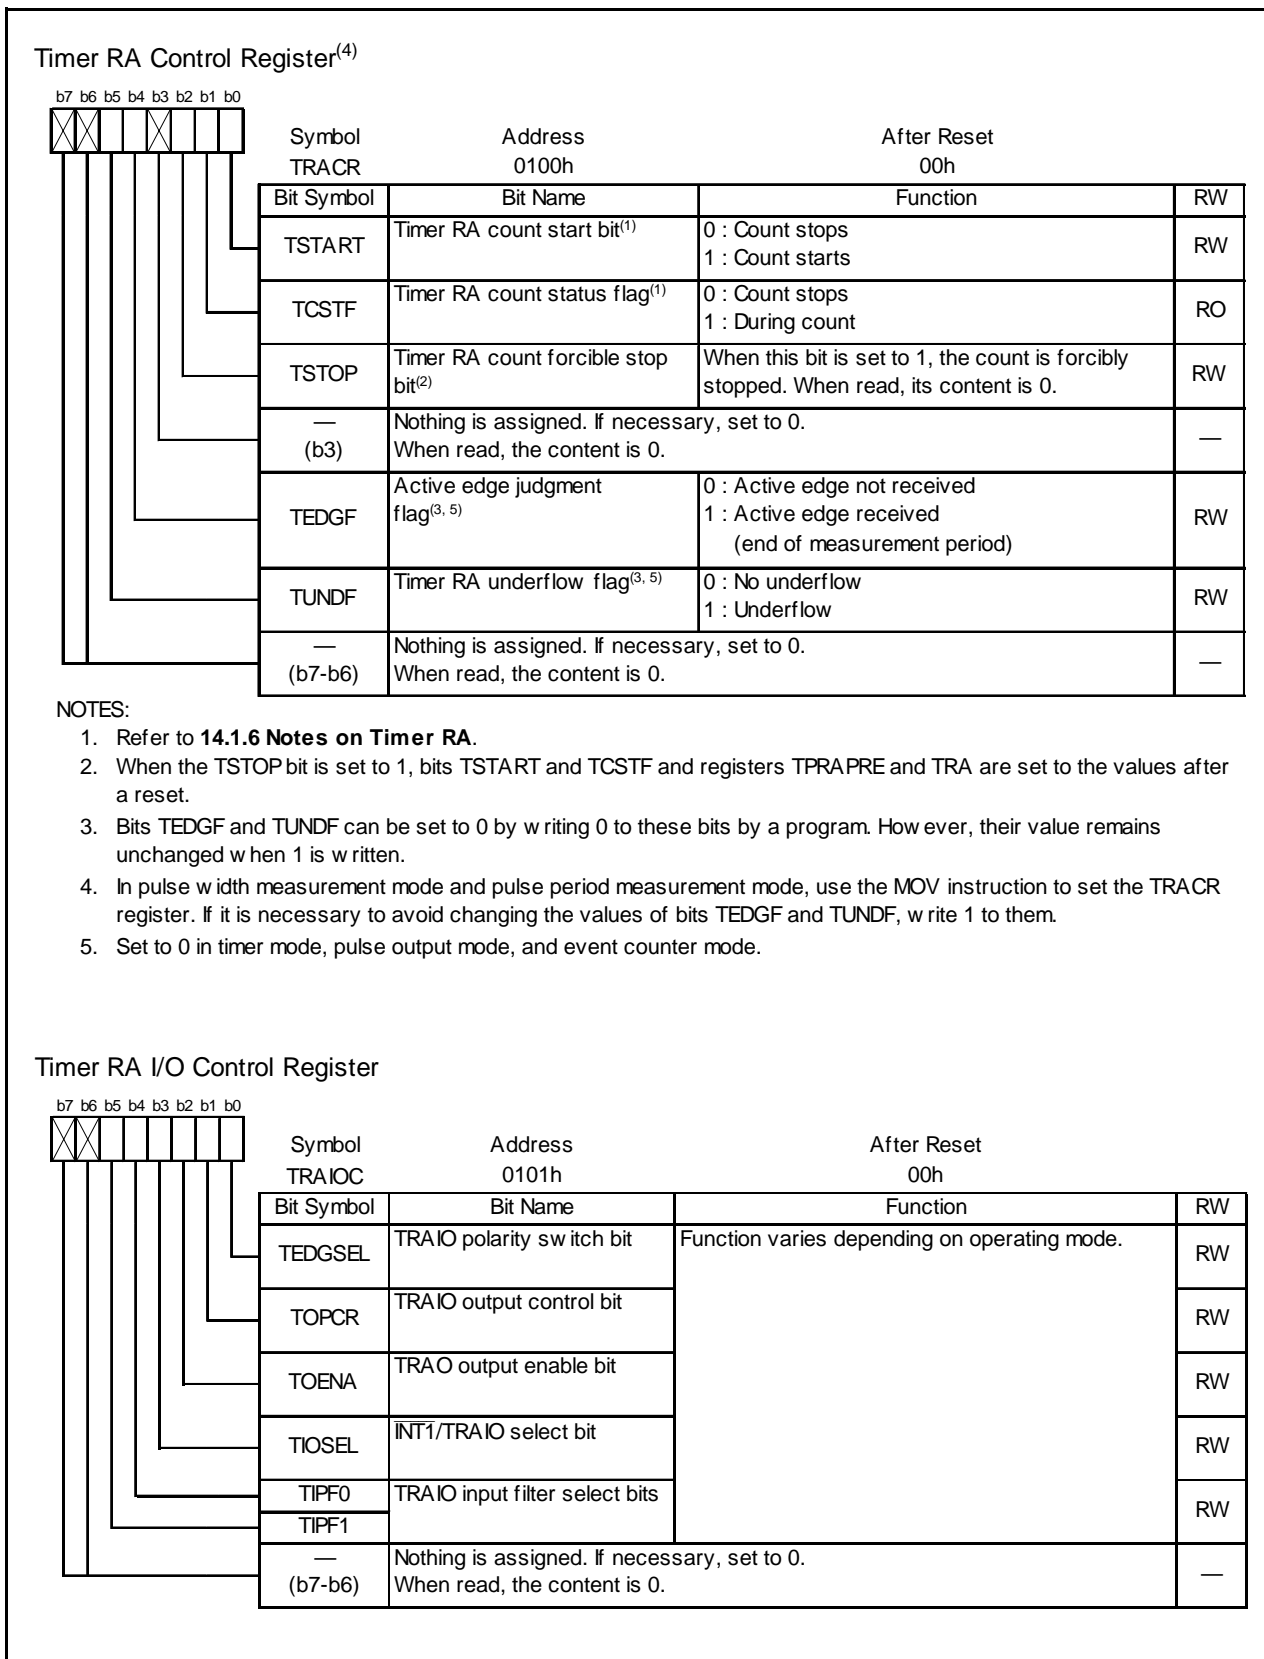 Timer RA Control Register(4)
b7 b6 b5 b4 b3 b2 b1 b0
Symbol Address After Reset
TRACR 0100h 00h
Bit Symbol Bit Name Function RW
TSTART Timer RA count start bit(1) 0 : Count stops RW
1 : Count starts
TCSTF Timer RA count status flag(1) 0 : Count stops RO
1 : During count
TSTOP Timer RA count forcible stop When this bit is set to 1, the count is forcibly RW
bit(2) stopped. When read, its content is 0.
— Nothing is assigned. If necessary, set to 0. —
(b3) When read, the content is 0.
TEDGF Active edge judgment 0 : Active edge not received RW
flag(3, 5) 1 : Active edge received
(end of measurement period)
TUNDF Timer RA underflow flag(3, 5) 0 : No underflow RW
1 : Underflow
— Nothing is assigned. If necessary, set to 0. —
(b7-b6) When read, the content is 0.
NOTES:
1. Refer to 14.1.6 Notes on Timer RA.
2. When the TSTOP bit is set to 1, bits TSTART and TCSTF and registers TPRAPRE and TRA are set to the values after
a reset.
3. Bits TEDGF and TUNDF can be set to 0 by writing 0 to these bits by a program. However, their value remains
unchanged when 1 is written.
4. In pulse width measurement mode and pulse period measurement mode, use the MOV instruction to set the TRACR
register. If it is necessary to avoid changing the values of bits TEDGF and TUNDF, write 1 to them.
5. Set to 0 in timer mode, pulse output mode, and event counter mode.
Timer RA I/O Control Register
b7 b6 b5 b4 b3 b2 b1 b0
Symbol Address After Reset
TRAIOC 0101h 00h
Bit Symbol Bit Name Function RW
TEDGSEL TRAIO polarity switch bit Function varies depending on operating mode. RW
TOPCR TRAIO output control bit RW
TOENA TRAO output enable bit RW
TIOSEL INT1/TRAIO select bit RW
TIPF0 TRAIO input filter select bits RW
TIPF1
— Nothing is assigned. If necessary, set to 0. —
(b7-b6) When read, the content is 0.